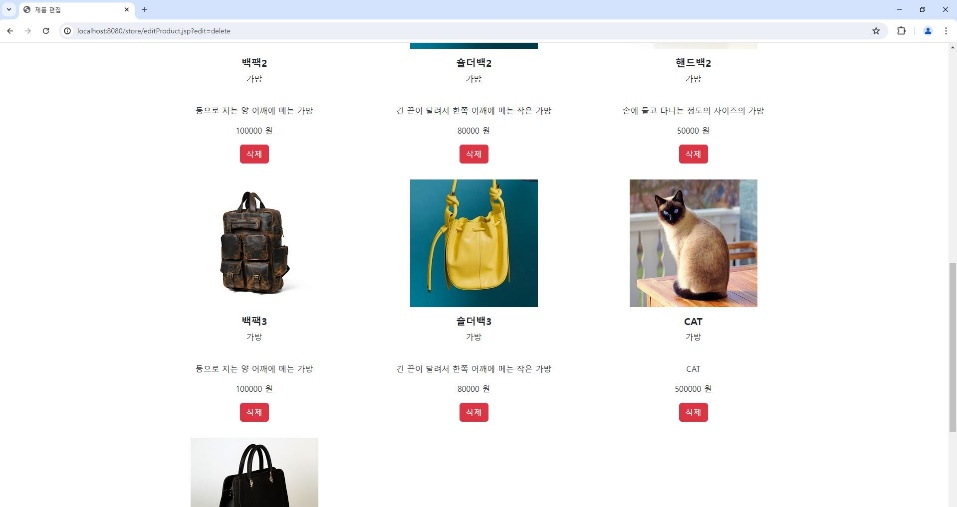 제품 편집
localhost:8080/store/editProduct.jsp?edit=delete
백팩2
가방
등으로 지는 양 어깨에 메는 가방
100000 원
삭제
숄더백2
가방
긴 끈이 달려서 한쪽 어깨에 메는 작은 가방
80000 원
삭제
핸드백2
가방
손에 들고 다니는 정도의 사이즈의 가방
50000 원
삭제
백팩3
가방
등으로 지는 양 어깨에 메는 가방
100000 원
삭제
숄더백3
가방
긴 끈이 달려서 한쪽 어깨에 메는 작은 가방
80000 원
삭제
CAT
가방
CAT
500000 원
삭제